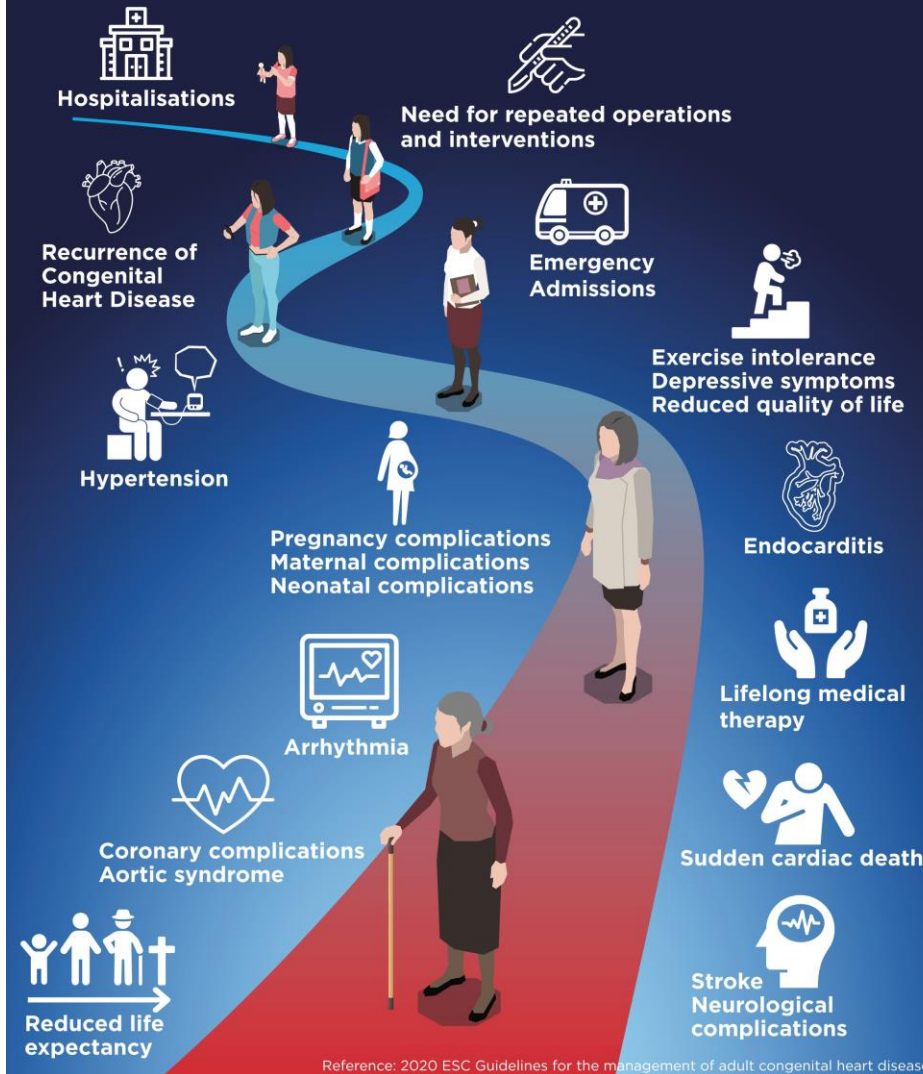 Hospitalisations
Need for repeated operations
and interventions
Recurrence of
Congenital
Heart Disease
Emergency
Admissions
Exercise intolerance
Depressive symptoms
Reduced quality of life
Hypertension
Pregnancy complications
Maternal complications
Neonatal complications
Endocarditis
Lifelong medical
therapy
Arrhythmia
Coronary complications
Aortic syndrome
Sudden cardiac death
Reduced life
expectancy
Stroke
Neurological
complications
Reference: 2020 ESC Guidelines for the management of adult congenital heart disease